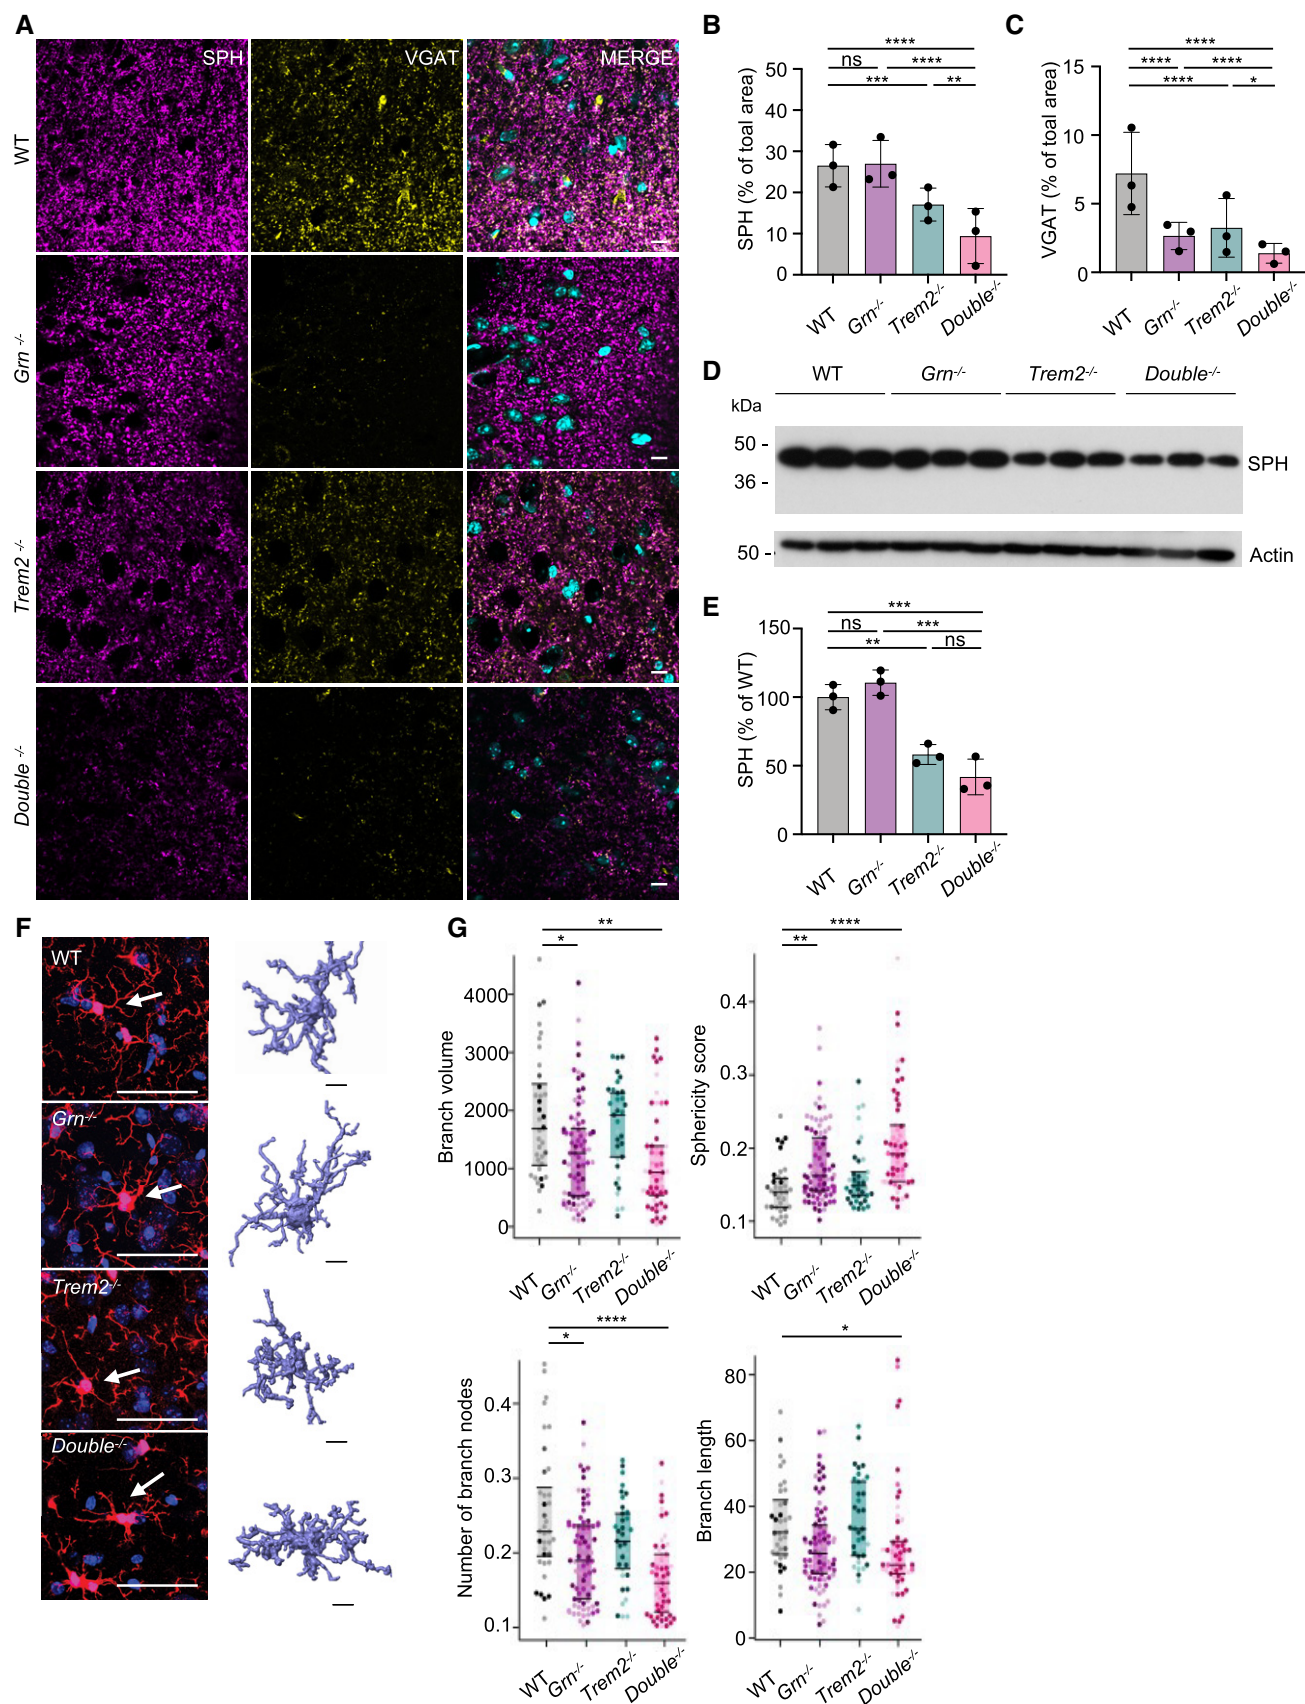 A
SPH
VGAT
MERGE
WT
Grn -/-
Trem2 -/-
Double -/-
B
****
ns
****
***
**
SPH (% of toal area)
50
40
30
20
10
0
WT
Grn-/-
Trem2-/-
Double-/-
C
****
****
****
****
*
VGAT (% of toal area)
15
10
5
0
WT
Grn-/-
Trem2-/-
Double-/-
D
WT
Grn-/-
Trem2-/-
Double-/-
kDa
50 -
36 -
SPH
50 -
Actin
E
***
ns
***
**
ns
SPH (% of WT)
150
100
50
0
WT
Grn-/-
Trem2-/-
Double-/-
F
WT
Grn-/-
Trem2-/-
Double-/-
G
**
*
Branch volume
4000
3000
2000
1000
0
WT
Grn-/-
Trem2-/-
Double-/-
****
**
Sphericity score
0.4
0.3
0.2
0.1
WT
Grn-/-
Trem2-/-
Double-/-
****
*
Number of branch nodes
0.4
0.3
0.2
0.1
WT
Grn-/-
Trem2-/-
Double-/-
*
Branch length
80
60
40
20
0
WT
Grn-/-
Trem2-/-
Double-/-